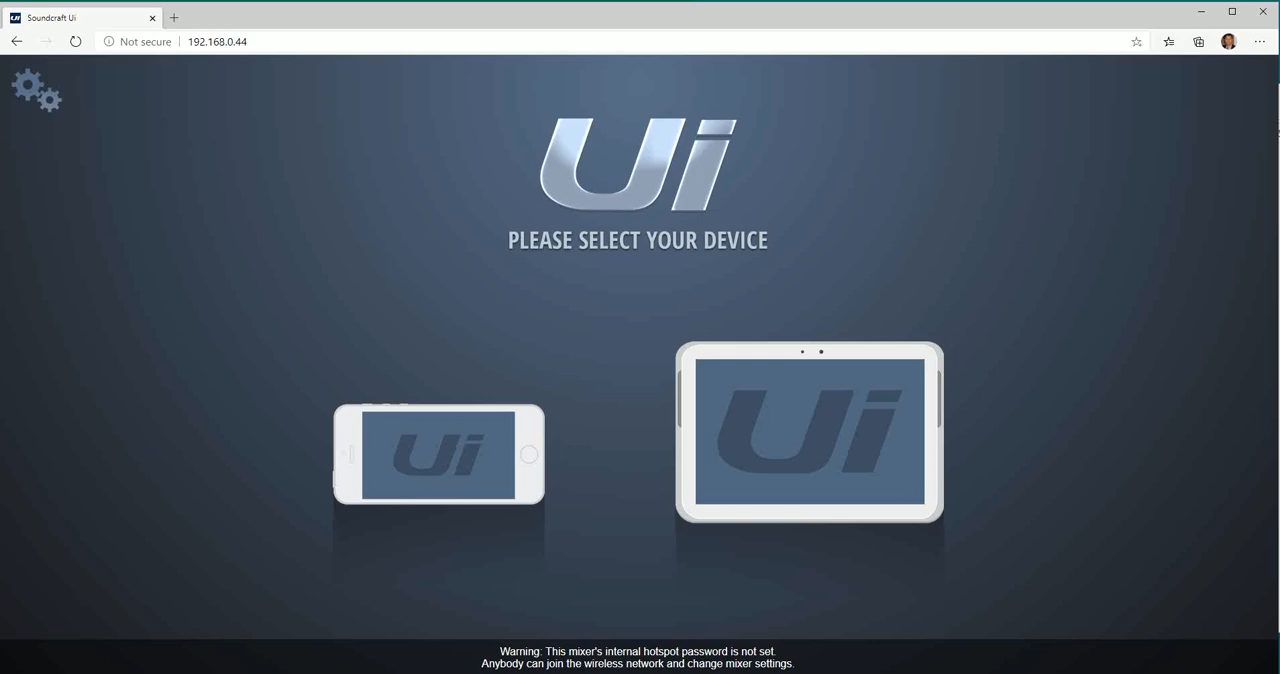 Ui Soundcraft Ui
Not secure 192.168.0.44
Ui
PLEASE SELECT YOUR DEVICE
Ui
Ui
Warning: This mixer's internal hotspot password is not set.
Anybody can join the wireless network and change mixer settings.